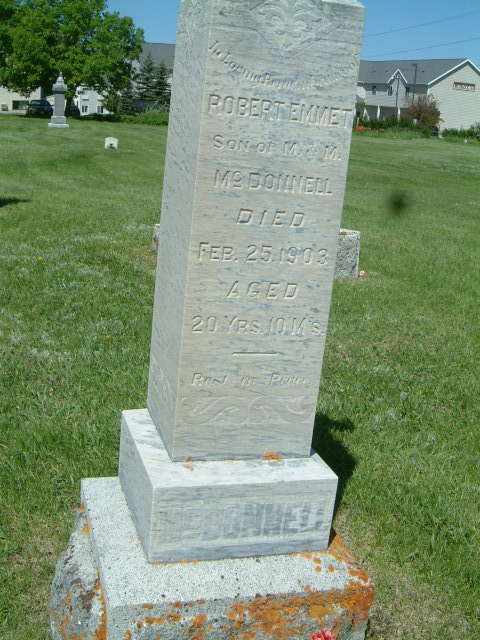 In Loving Remembrance
ROBERT EMMET
SON OF M. & M.
MCDONNELL
DIED
FEB. 25, 1903
AGED
20 YRS. 10 M'S.
Rest in Peace
MCDONNELL